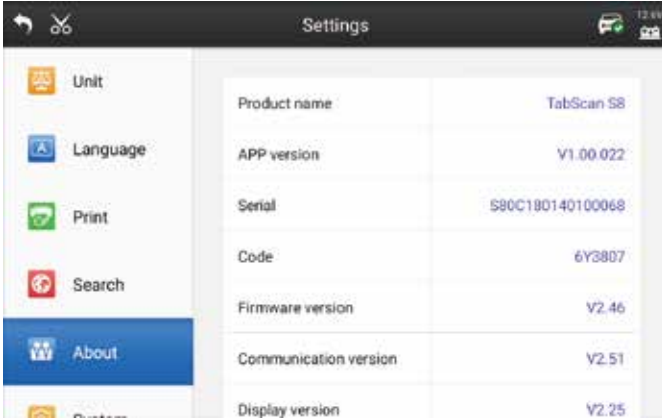 Settings
Unit
Language
Print
Search
About
Product name TabScan S8
APP version V1.00.022
Serial S80C180140100068
Code 6Y3807
Firmware version V2.46
Communication version V2.51
Display version V2.25